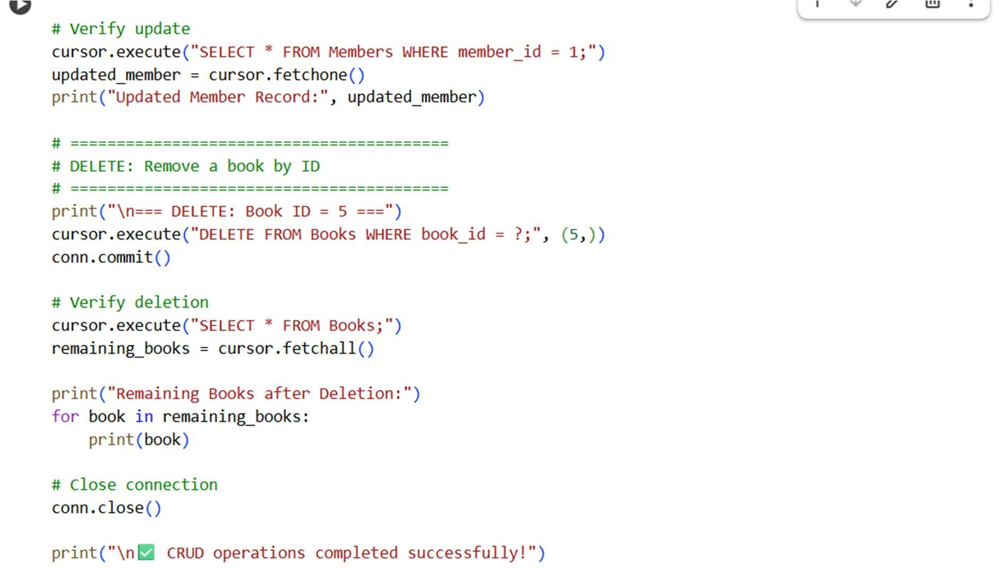 # Verify update
cursor.execute("SELECT * FROM Members WHERE member_id = 1;")
updated_member = cursor.fetchone()
print("Updated Member Record:", updated_member)
# =========================================
# DELETE: Remove a book by ID
# =========================================
print("\n=== DELETE: Book ID = 5 ===")
cursor.execute("DELETE FROM Books WHERE book_id = ?;", (5,))
conn.commit()
# Verify deletion
cursor.execute("SELECT * FROM Books;")
remaining_books = cursor.fetchall()
print("Remaining Books after Deletion:")
for book in remaining_books:
    print(book)
# Close connection
conn.close()
print("\n✅ CRUD operations completed successfully!")